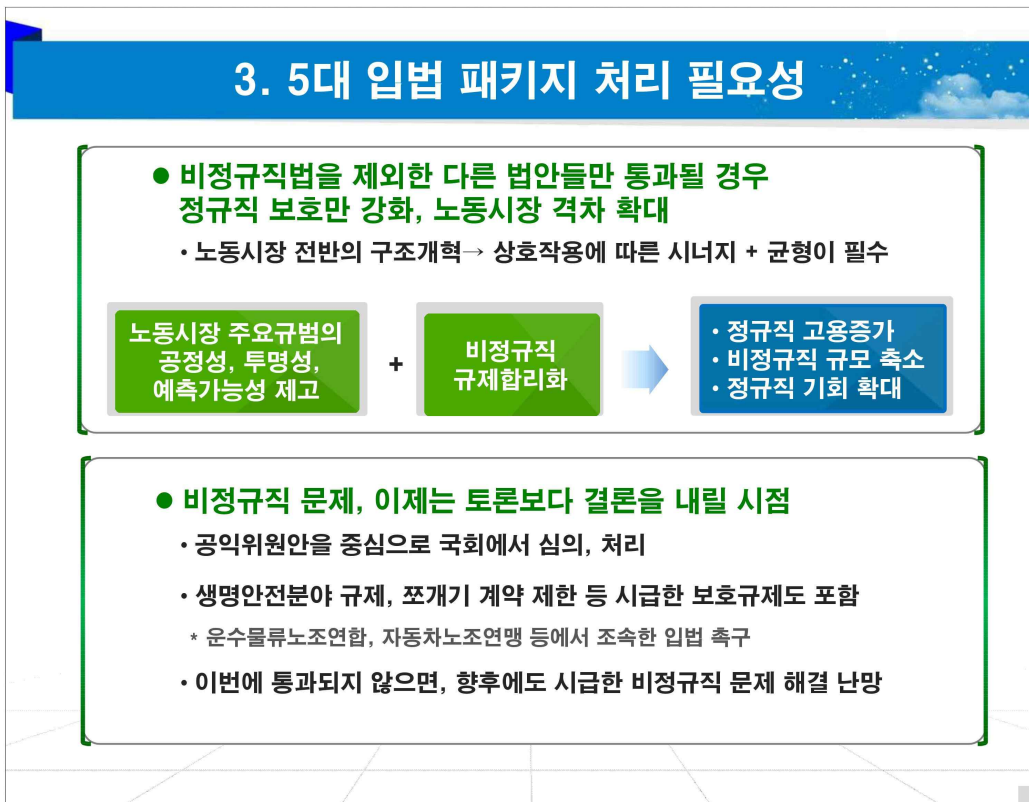 3. 5대 입법 패키지 처리 필요성
● 비정규직법을 제외한 다른 법안들만 통과될 경우
정규직 보호만 강화, 노동시장 격차 확대
· 노동시장 전반의 구조개혁→ 상호작용에 따른 시너지 + 균형이 필수
노동시장 주요규범의
공정성, 투명성,
예측가능성 제고
+
비정규직
규제합리화
· 정규직 고용증가
· 비정규직 규모 축소
· 정규직 기회 확대
● 비정규직 문제, 이제는 토론보다 결론을 내릴 시점
· 공익위원안을 중심으로 국회에서 심의, 처리
· 생명안전분야 규제, 쪼개기 계약 제한 등 시급한 보호규제도 포함
* 운수물류노조연합, 자동차노조연맹 등에서 조속한 입법 촉구
· 이번에 통과되지 않으면, 향후에도 시급한 비정규직 문제 해결 난망